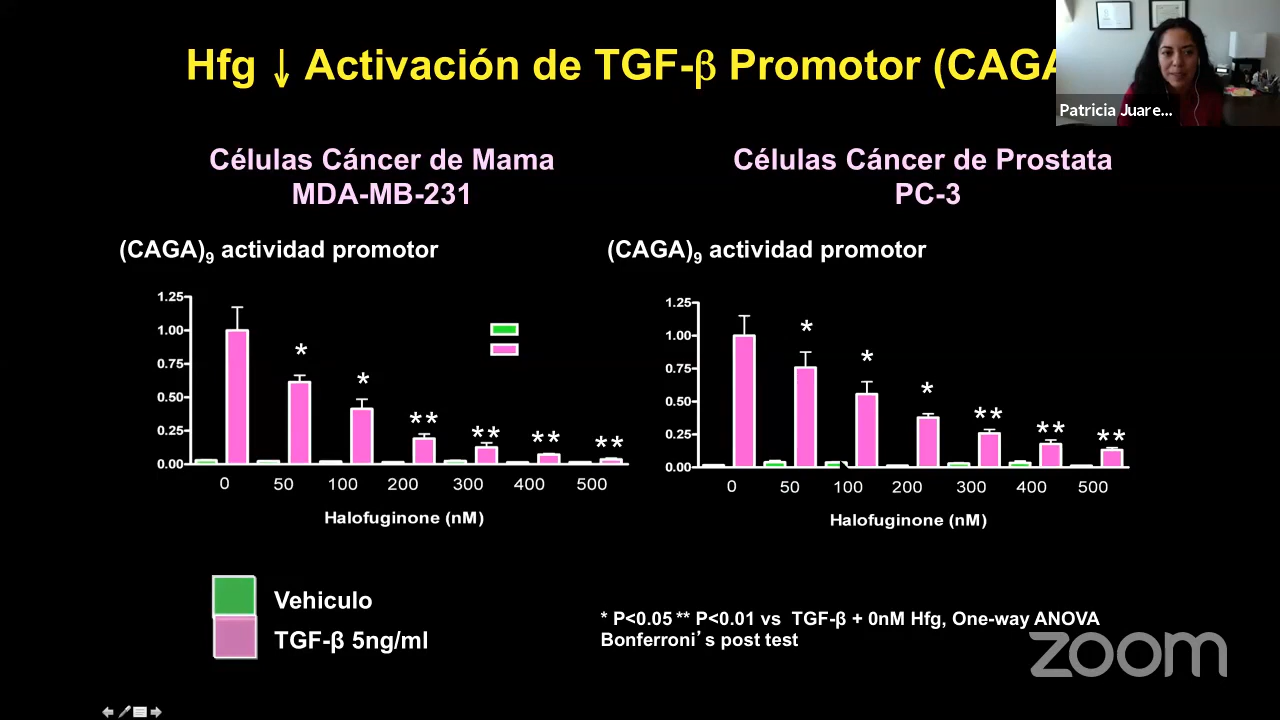 Hfg ↓ Activación de TGF-β Promotor (CAGA
Patricia Juare...
Células Cáncer de Mama
MDA-MB-231
Células Cáncer de Prostata
PC-3
(CAGA)9 actividad promotor
(CAGA)9 actividad promotor
1.25
1.00
0.75
0.50
0.25
0.00
* * ** ** ** **
0 50 100 200 300 400 500
Halofuginone (nM)
1.25
1.00
0.75
0.50
0.25
0.00
* * * ** ** **
0 50 100 200 300 400 500
Halofuginone (nM)
Vehiculo
TGF-β 5ng/ml
* P<0.05 ** P<0.01 vs TGF-β + 0nM Hfg, One-way ANOVA
Bonferroni´s post test
zoom